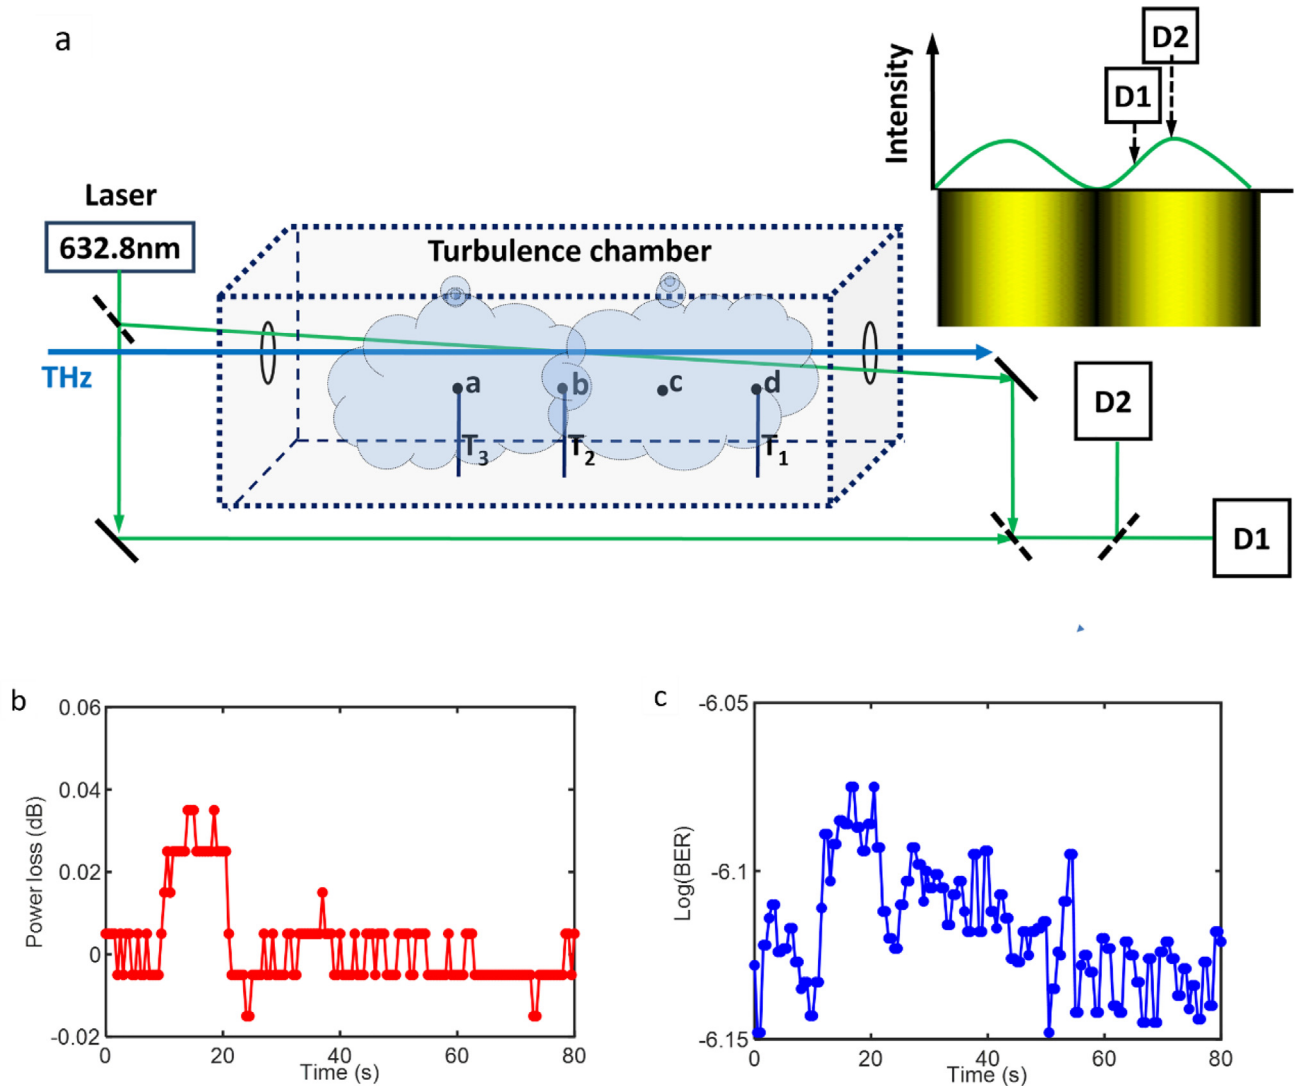 a
D2
D1
Intensity
Laser
632.8nm
Turbulence chamber
THz
a
b
c
d
T3
T2
T1
D2
D1
b
0.06
0.04
0.02
0
-0.02
Power loss (dB)
0
20
40
60
80
Time (s)
c
-6.05
-6.1
-6.15
Log(BER)
0
20
40
60
80
Time (s)